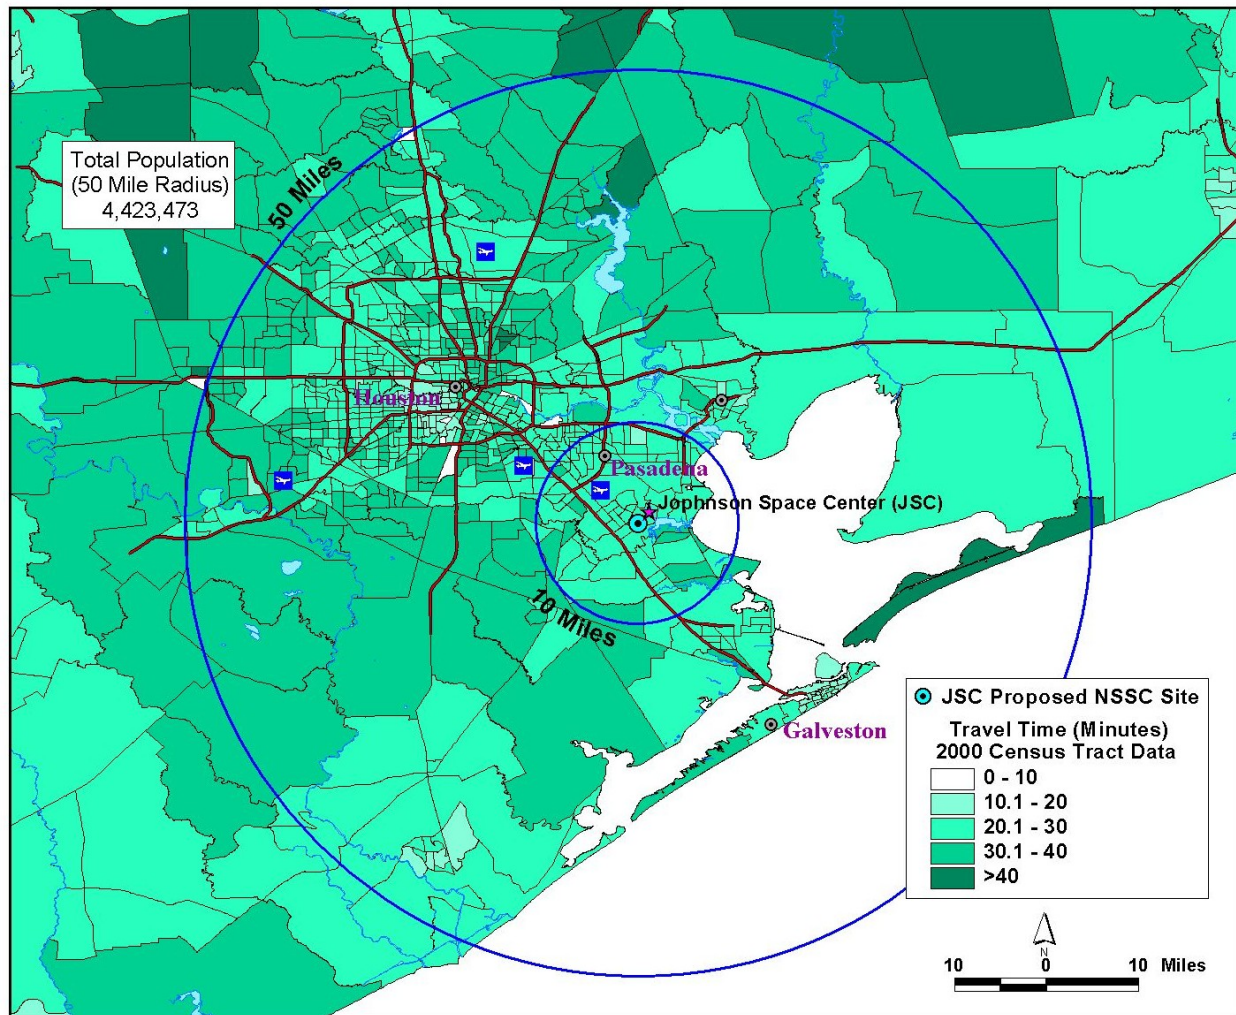 Total Population
(50 Mile Radius)
4,423,473
50 Miles
Houston
Pasadena
Jophnson Space Center (JSC)
10 Miles
Galveston
JSC Proposed NSSC Site
Travel Time (Minutes)
2000 Census Tract Data
0 - 10
10.1 - 20
20.1 - 30
30.1 - 40
>40
N
10 0 10 Miles